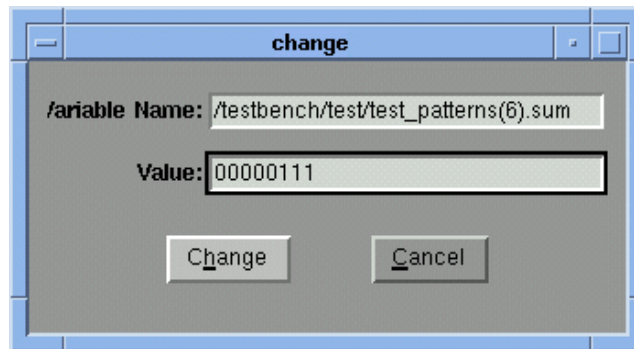 change
/ariable Name: /testbench/test/test_patterns(6).sum
Value: 00000111
Change Cancel